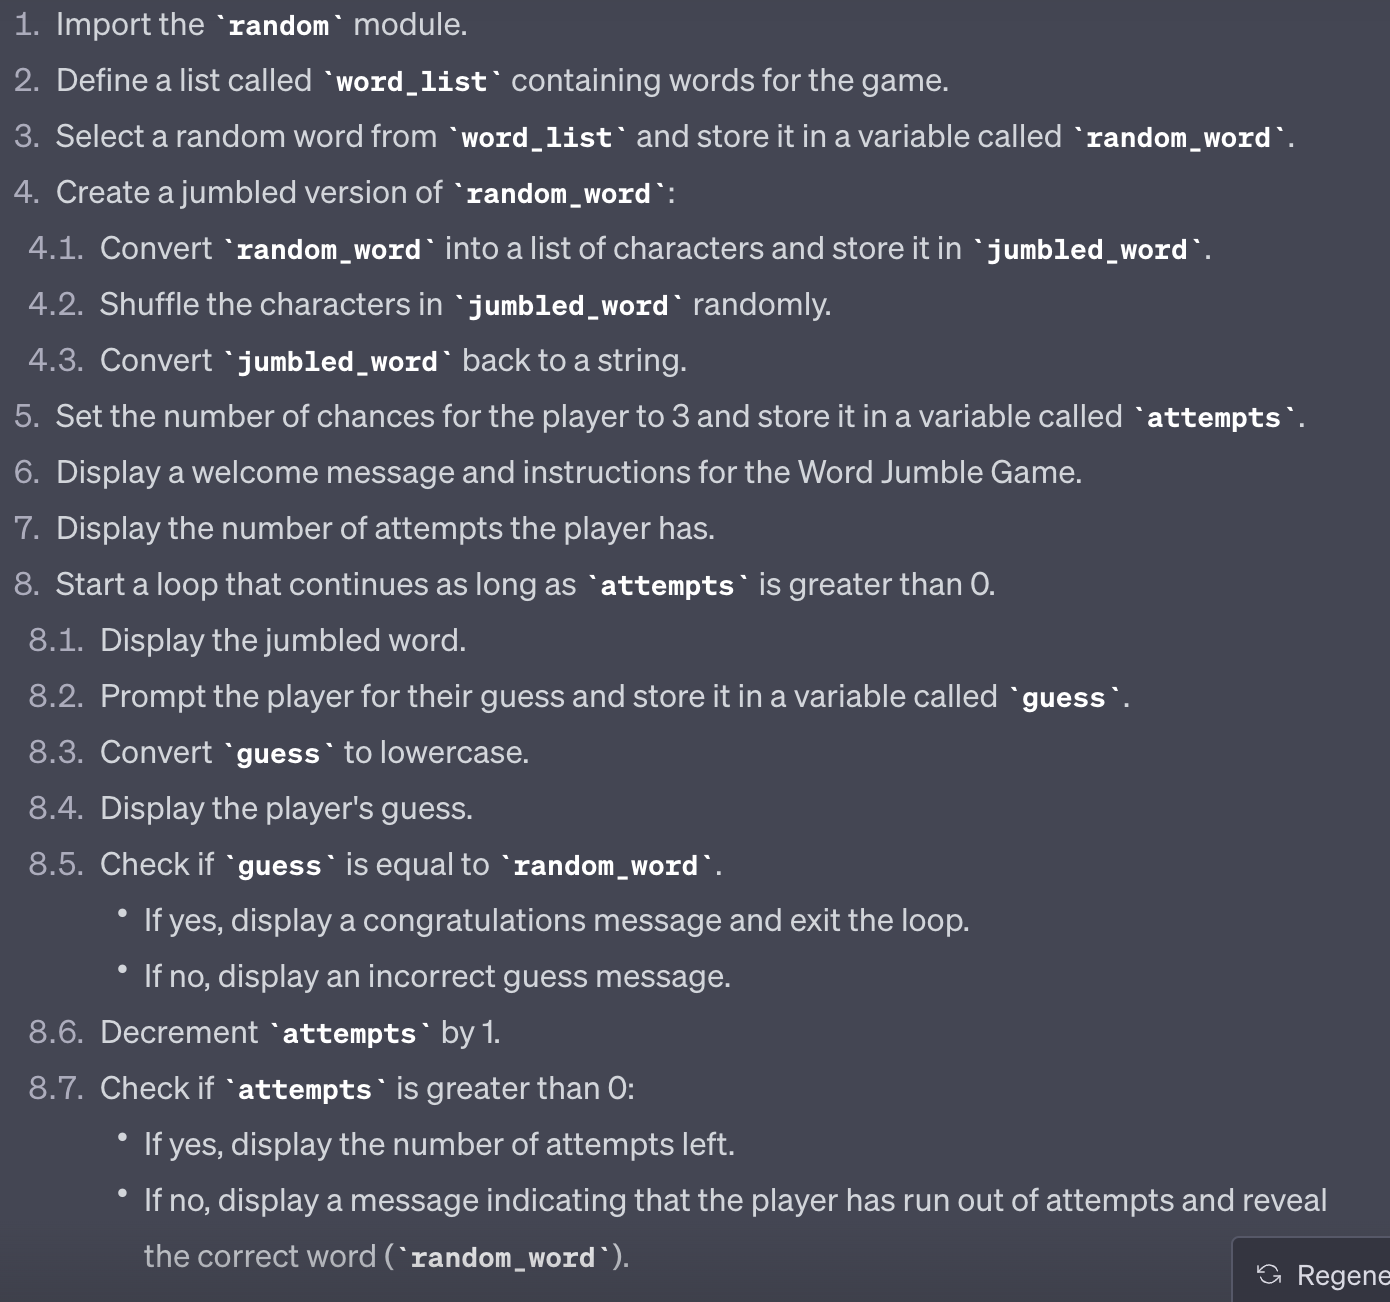 1. Import the `random` module.
2. Define a list called `word_list` containing words for the game.
3. Select a random word from `word_list` and store it in a variable called `random_word`.
4. Create a jumbled version of `random_word`:
4.1. Convert `random_word` into a list of characters and store it in `jumbled_word`.
4.2. Shuffle the characters in `jumbled_word` randomly.
4.3. Convert `jumbled_word` back to a string.
5. Set the number of chances for the player to 3 and store it in a variable called `attempts`.
6. Display a welcome message and instructions for the Word Jumble Game.
7. Display the number of attempts the player has.
8. Start a loop that continues as long as `attempts` is greater than 0.
8.1. Display the jumbled word.
8.2. Prompt the player for their guess and store it in a variable called `guess`.
8.3. Convert `guess` to lowercase.
8.4. Display the player's guess.
8.5. Check if `guess` is equal to `random_word`.
• If yes, display a congratulations message and exit the loop.
• If no, display an incorrect guess message.
8.6. Decrement `attempts` by 1.
8.7. Check if `attempts` is greater than 0:
• If yes, display the number of attempts left.
• If no, display a message indicating that the player has run out of attempts and reveal
the correct word (`random_word`).
Regene